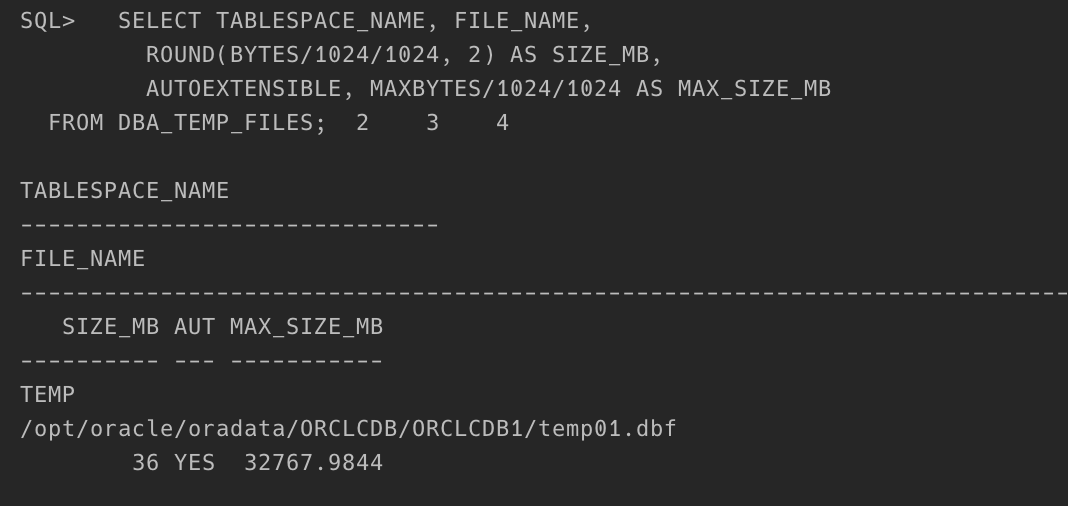 SQL>   SELECT TABLESPACE_NAME, FILE_NAME,
         ROUND(BYTES/1024/1024, 2) AS SIZE_MB,
         AUTOEXTENSIBLE, MAXBYTES/1024/1024 AS MAX_SIZE_MB
  FROM DBA_TEMP_FILES;  2    3    4
TABLESPACE_NAME
------------------------------
FILE_NAME
---------------------------------------------------------------------------
   SIZE_MB AUT MAX_SIZE_MB
---------- --- -----------
TEMP
/opt/oracle/oradata/ORCLCDB/ORCLCDB1/temp01.dbf
        36 YES  32767.9844